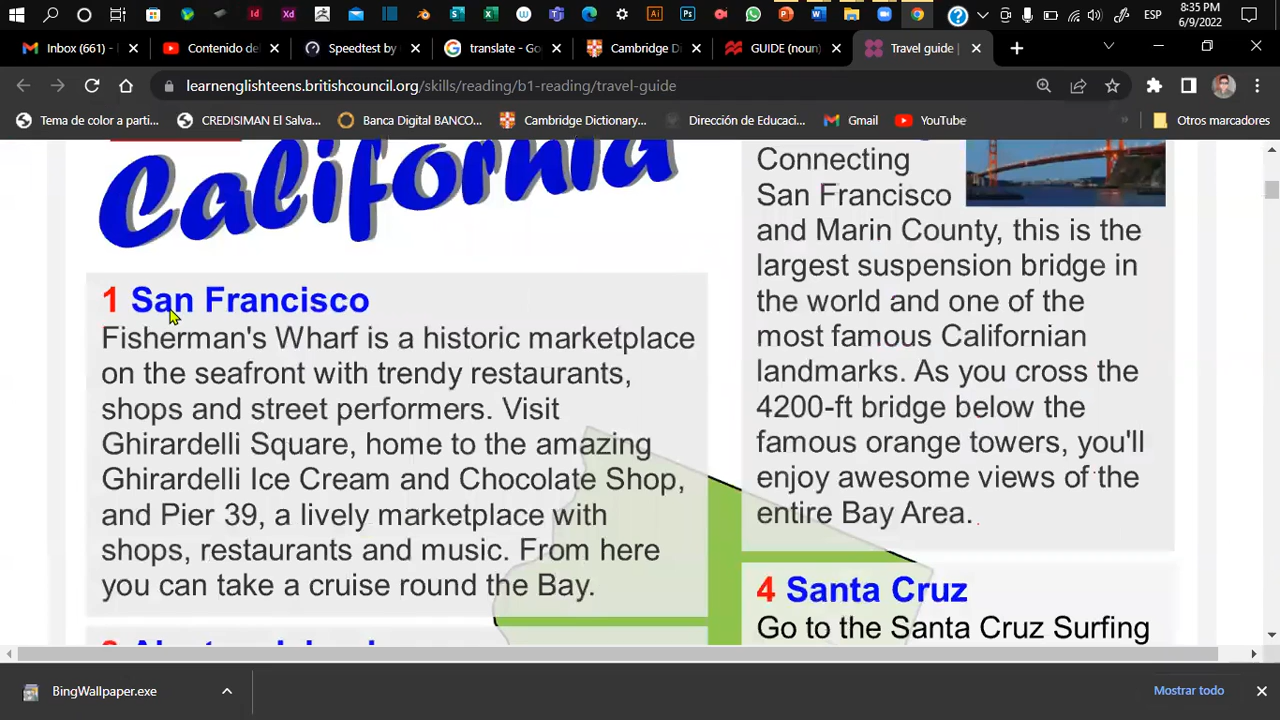 8:35 PM
ESP
6/9/2022
Inbox (661) -
Contenido del
Speedtest by
translate - Go
Cambridge D
GUIDE (noun)
Travel guide |
learnenglishteens.britishcouncil.org/skills/reading/b1-reading/travel-guide
Tema de color a parti...
CREDISIMAN El Salva...
Banca Digital BANCO...
Cambridge Dictionary...
Dirección de Educaci...
Gmail
YouTube
Otros marcadores
California
1 San Francisco
Fisherman's Wharf is a historic marketplace
on the seafront with trendy restaurants,
shops and street performers. Visit
Ghirardelli Square, home to the amazing
Ghirardelli Ice Cream and Chocolate Shop,
and Pier 39, a lively marketplace with
shops, restaurants and music. From here
you can take a cruise round the Bay.
Connecting
San Francisco
and Marin County, this is the
largest suspension bridge in
the world and one of the
most famous Californian
landmarks. As you cross the
4200-ft bridge below the
famous orange towers, you'll
enjoy awesome views of the
entire Bay Area.
4 Santa Cruz
Go to the Santa Cruz Surfing
BingWallpaper.exe
Mostrar todo